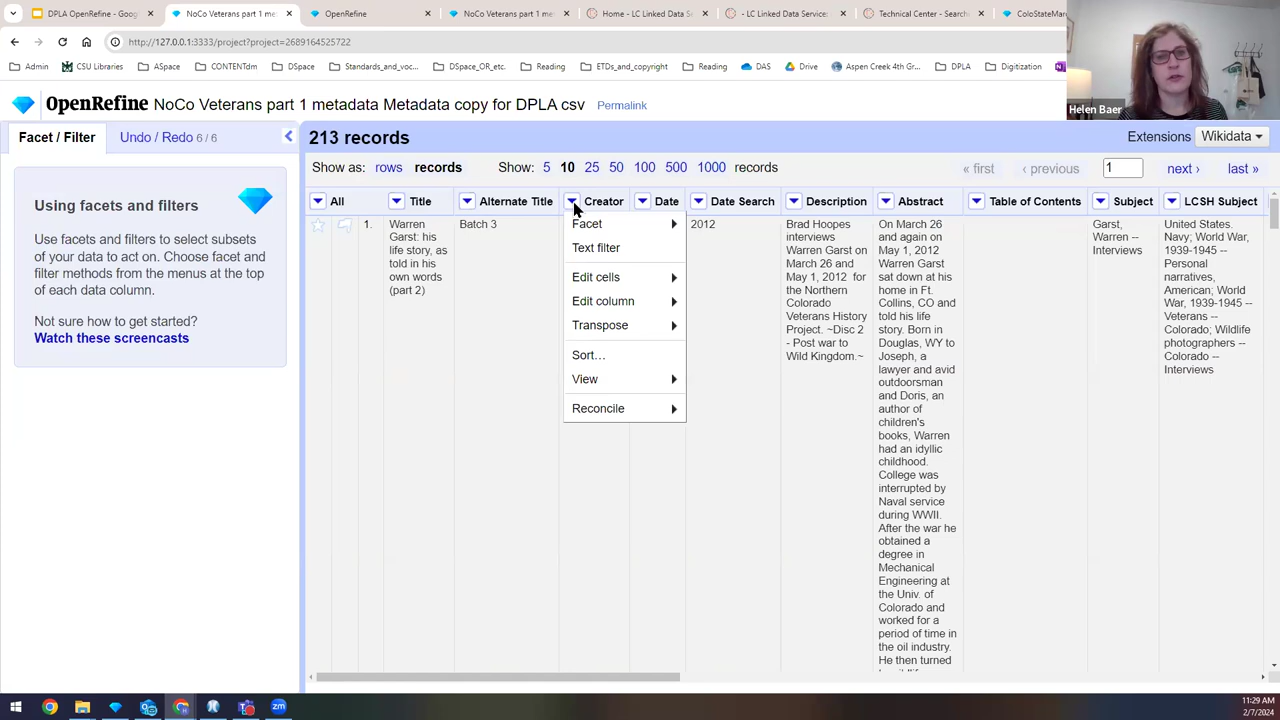 DPLA OpenRefine - Goog
NoCo Veterans part 1 me
OpenRefine
NoCo Veterans part 1 me
Home - LC Linked Data Se
- LC Linked Data Services
Technical Center - Searchi
ColoStateMar
http://127.0.0.1:3333/project?project=2689164525722
Admin
CSU Libraries
ASpace
CONTENTdm
DSpace
Standards_and_voc...
DSpace_OR_etc.
Reading
ETDs_and_copyright
Reading
DAS
Drive
Aspen Creek 4th Gr...
DPLA
Digitization
Helen Baer
OpenRefine NoCo Veterans part 1 metadata Metadata copy for DPLA csv Permalink
Facet / Filter Undo / Redo 6 / 6
213 records
Extensions Wikidata
Show as: rows records Show: 5 10 25 50 100 500 1000 records
« first ‹ previous 1 next › last »
Using facets and filters
Use facets and filters to select subsets
of your data to act on. Choose facet and
filter methods from the menus at the top
of each data column.
Not sure how to get started?
Watch these screencasts
All Title Alternate Title Creator Date Date Search Description Abstract Table of Contents Subject LCSH Subject
1.
Warren
Garst: his
life story, as
told in his
own words
(part 2)
Batch 3
Facet
Text filter
Edit cells
Edit column
Transpose
Sort...
View
Reconcile
2012
Brad Hoopes
interviews
Warren Garst on
March 26 and
May 1, 2012 for
the Northern
Colorado
Veterans History
Project. ~Disc 2
- Post war to
Wild Kingdom.~
On March 26
and again on
May 1, 2012
Warren Garst
sat down at his
home in Ft.
Collins, CO and
told his life
story. Born in
Douglas, WY to
Joseph, a
lawyer and avid
outdoorsman
and Doris, an
author of
children's
books, Warren
had an idyllic
childhood.
College was
interrupted by
Naval service
during WWII.
After the war he
obtained a
degree in
Mechanical
Engineering at
the Univ. of
Colorado and
worked for a
period of time in
the oil industry.
He then turned
Garst,
Warren --
Interviews
United States.
Navy; World War,
1939-1945 --
Personal
narratives,
American; World
War, 1939-1945 --
Veterans --
Colorado; Wildlife
photographers --
Colorado --
Interviews
11:29 AM
2/7/2024